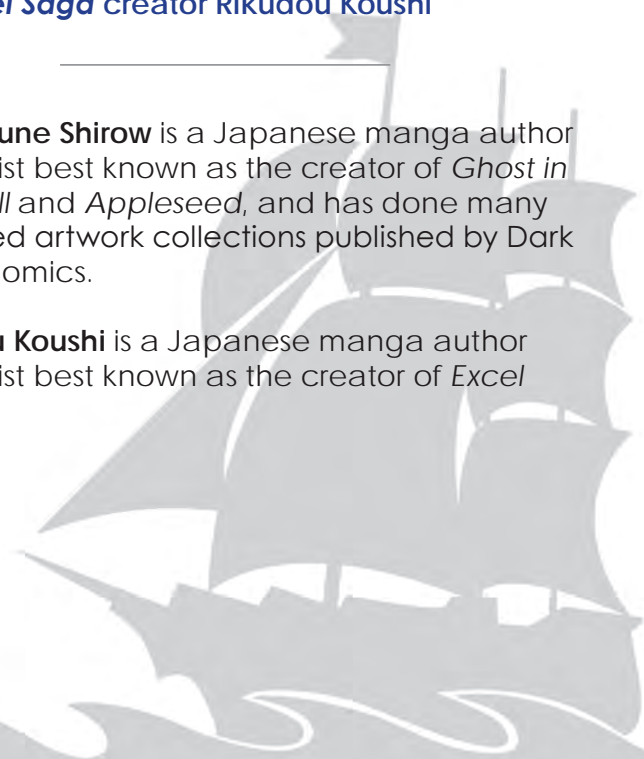 el Saga creator Rikudou Koushi
une Shirow is a Japanese manga author
ist best known as the creator of Ghost in
ll and Appleseed, and has done many
ed artwork collections published by Dark
omics.
u Koushi is a Japanese manga author
ist best known as the creator of Excel